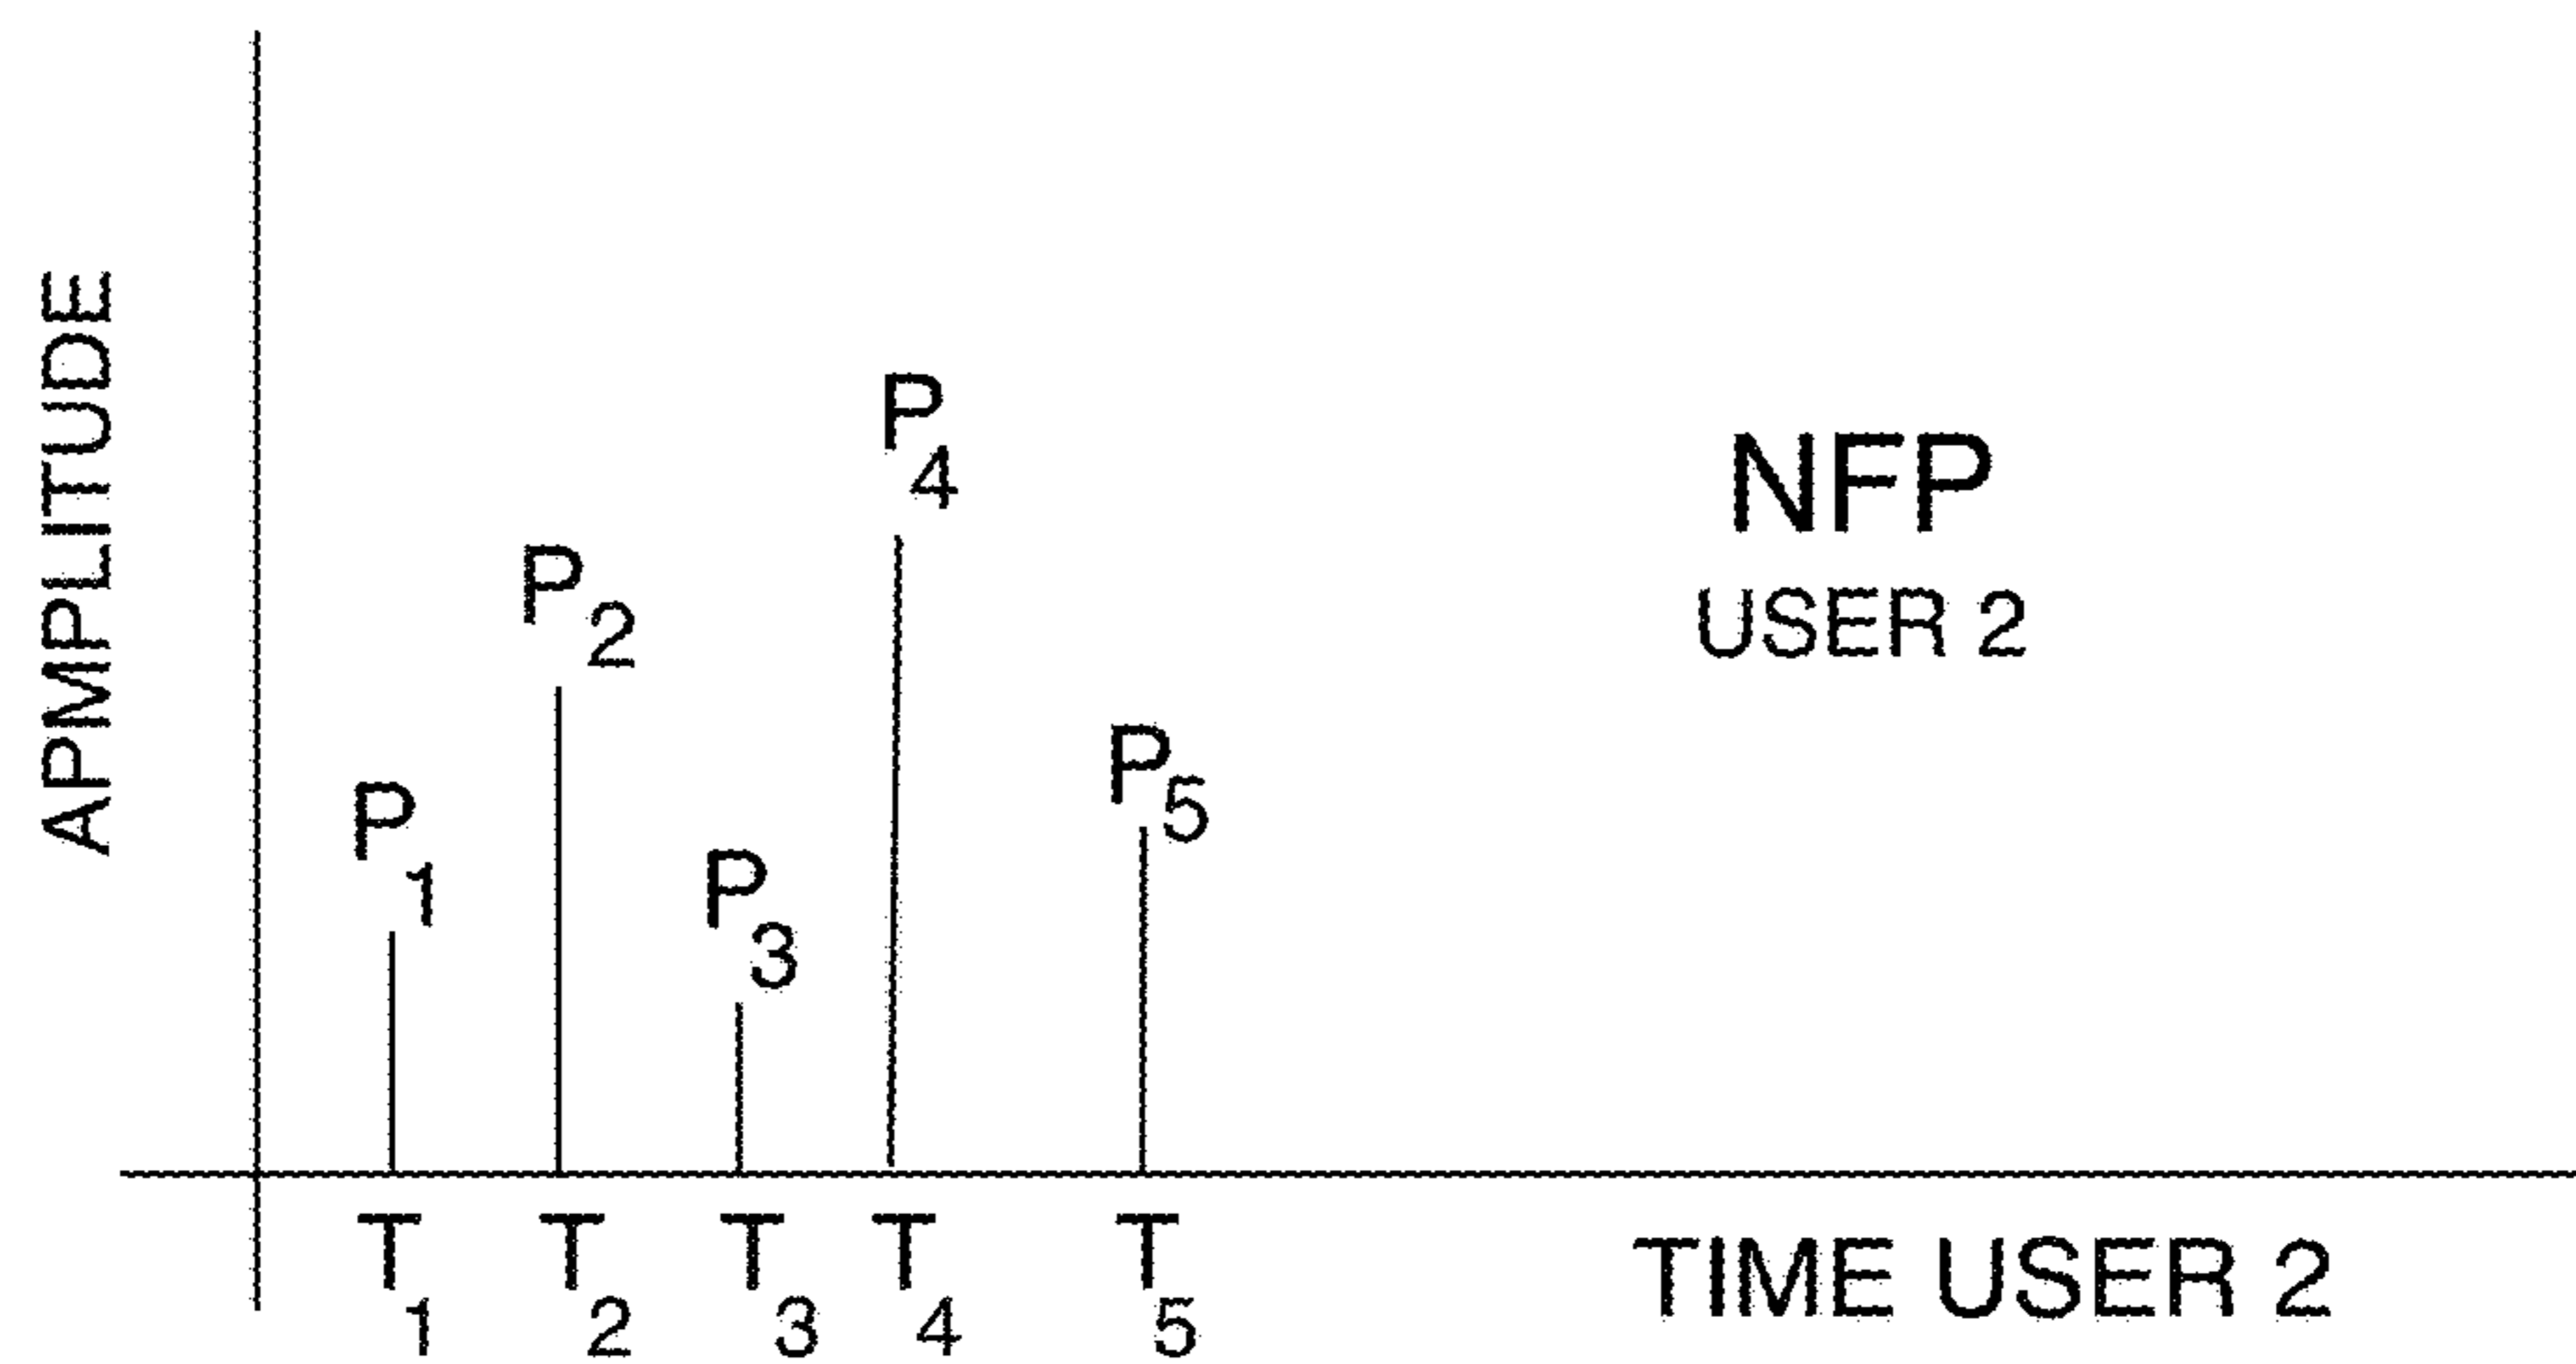 APMPLITUDE
P1
P2
P3
P4
P5
NFP
USER 2
T1 T2 T3 T4 T5
TIME USER 2